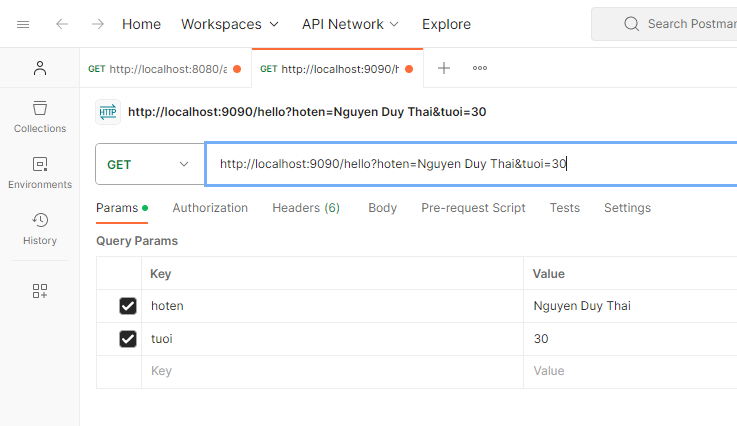 Home Workspaces API Network Explore Search Postman
GET http://localhost:8080/a GET http://localhost:9090/h
HTTP http://localhost:9090/hello?hoten=Nguyen Duy Thai&tuoi=30
Collections
GET http://localhost:9090/hello?hoten=Nguyen Duy Thai&tuoi=30
Environments
Params Authorization Headers (6) Body Pre-request Script Tests Settings
History
Query Params
Key Value
hoten Nguyen Duy Thai
tuoi 30
Key Value